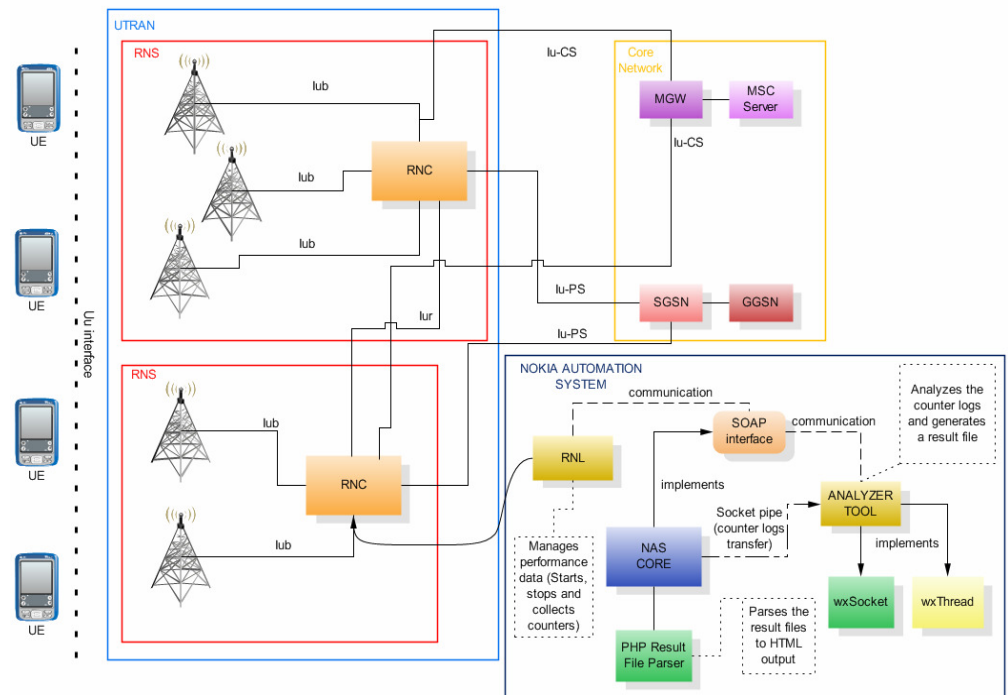 UTRAN
RNS
Iub
Iub
Iub
RNC
Iur
Iu-CS
Core
Network
MGW
MSC
Server
Iu-CS
Iu-PS
SGSN
GGSN
Iu-PS
UE
UE
UE
UE
Uu interface
RNS
Iub
Iub
RNC
NOKIA AUTOMATION
SYSTEM
communication
SOAP
interface
communication
Analyzes the
counter logs
and generates
a result file
RNL
implements
Socket pipe
(counter logs
transfer)
ANALYZER
TOOL
Manages
performance
data (Starts,
stops and
collects
counters)
NAS
CORE
implements
wxSocket
wxThread
PHP Result
File Parser
Parses the
result files
to HTML
output